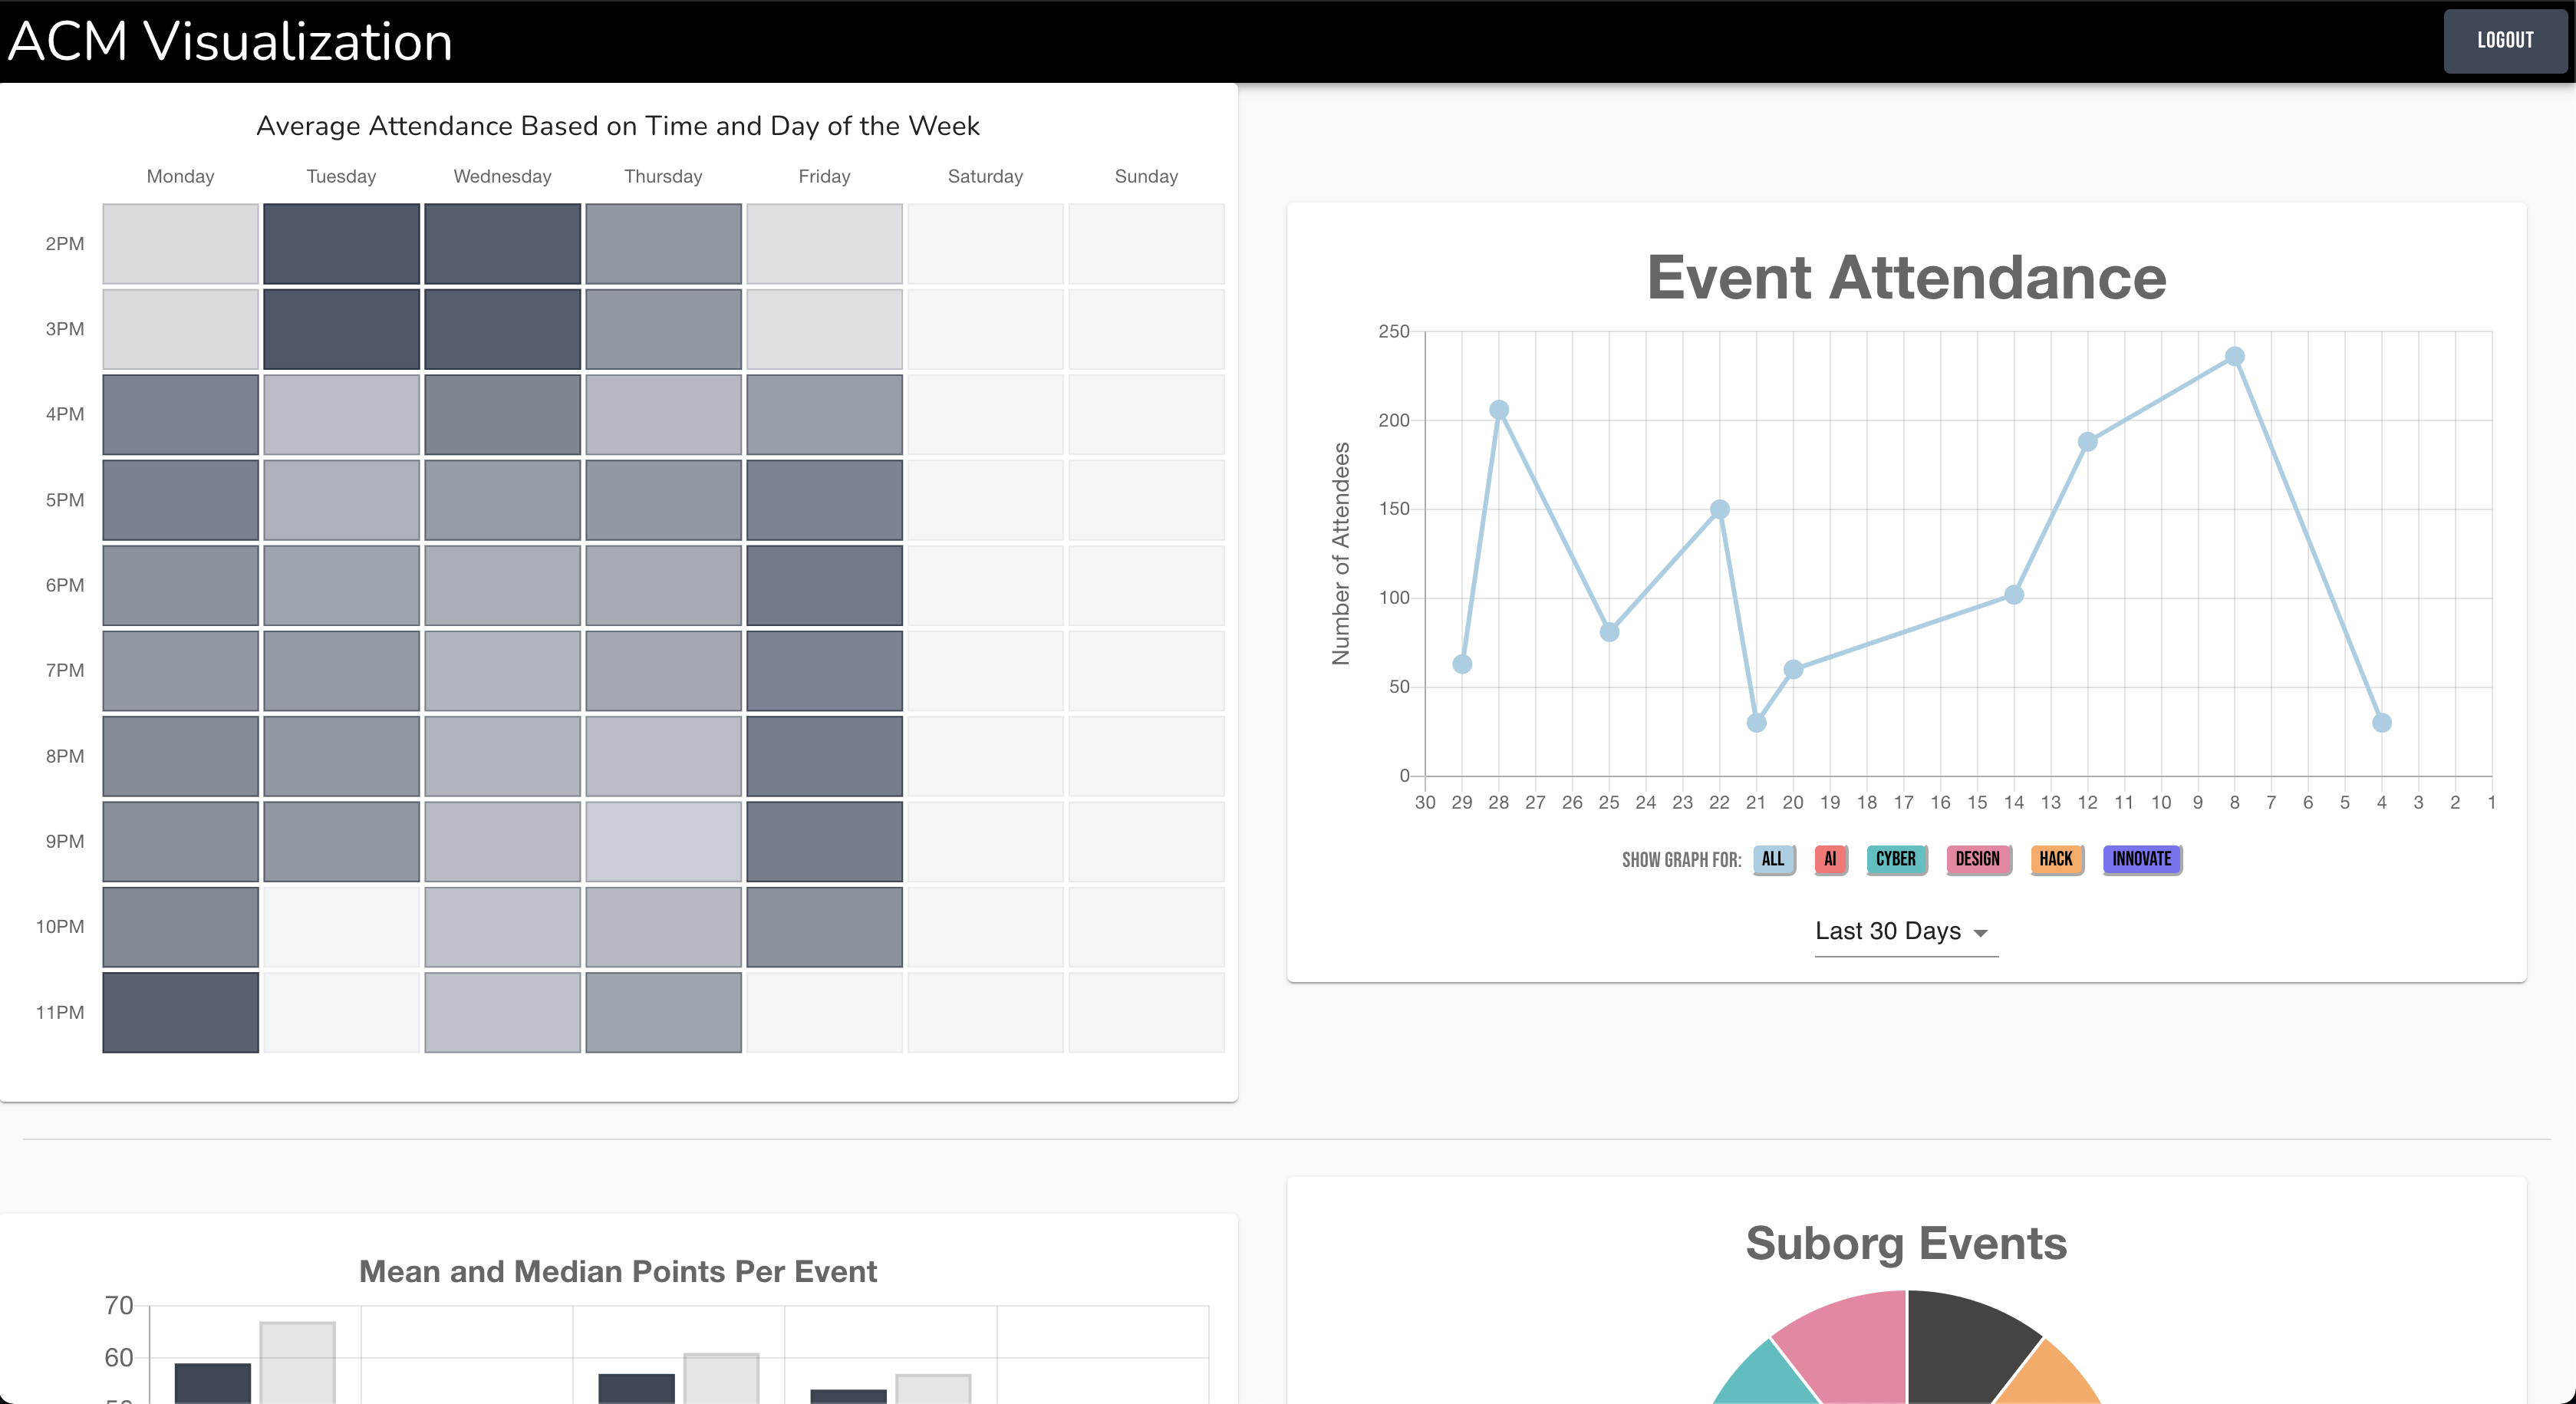 ACM Visualization
LOGOUT
Average Attendance Based on Time and Day of the Week
Monday Tuesday Wednesday Thursday Friday Saturday Sunday
2PM
3PM
4PM
5PM
6PM
7PM
8PM
9PM
10PM
11PM
Event Attendance
Number of Attendees
250
200
150
100
50
0
30 29 28 27 26 25 24 23 22 21 20 19 18 17 16 15 14 13 12 11 10 9 8 7 6 5 4 3 2 1
SHOW GRAPH FOR: ALL AI CYBER DESIGN HACK INNOVATE
Last 30 Days
Mean and Median Points Per Event
70
60
Suborg Events